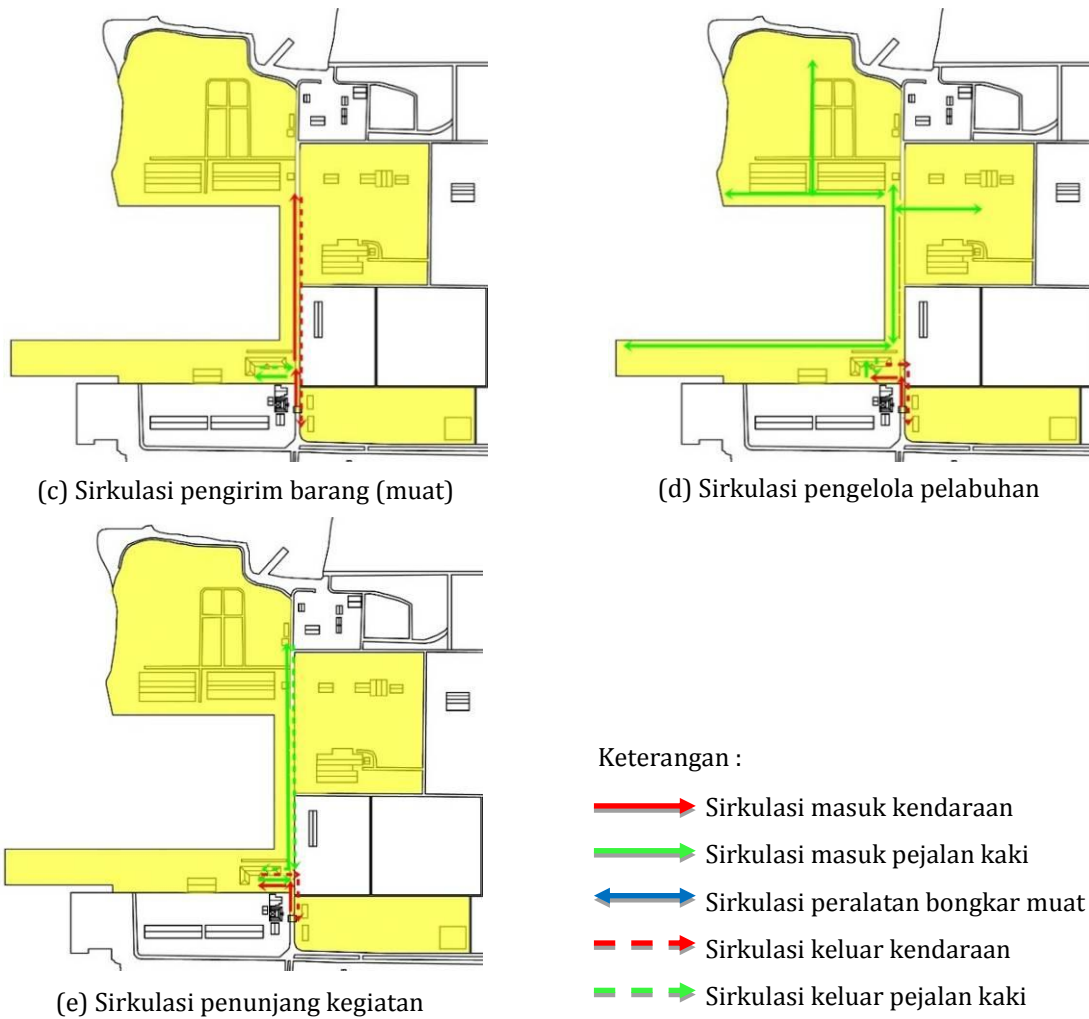 (c) Sirkulasi pengirim barang (muat)
(d) Sirkulasi pengelola pelabuhan
(e) Sirkulasi penunjang kegiatan
Keterangan :
Sirkulasi masuk kendaraan
Sirkulasi masuk pejalan kaki
Sirkulasi peralatan bongkar muat
Sirkulasi keluar kendaraan
Sirkulasi keluar pejalan kaki